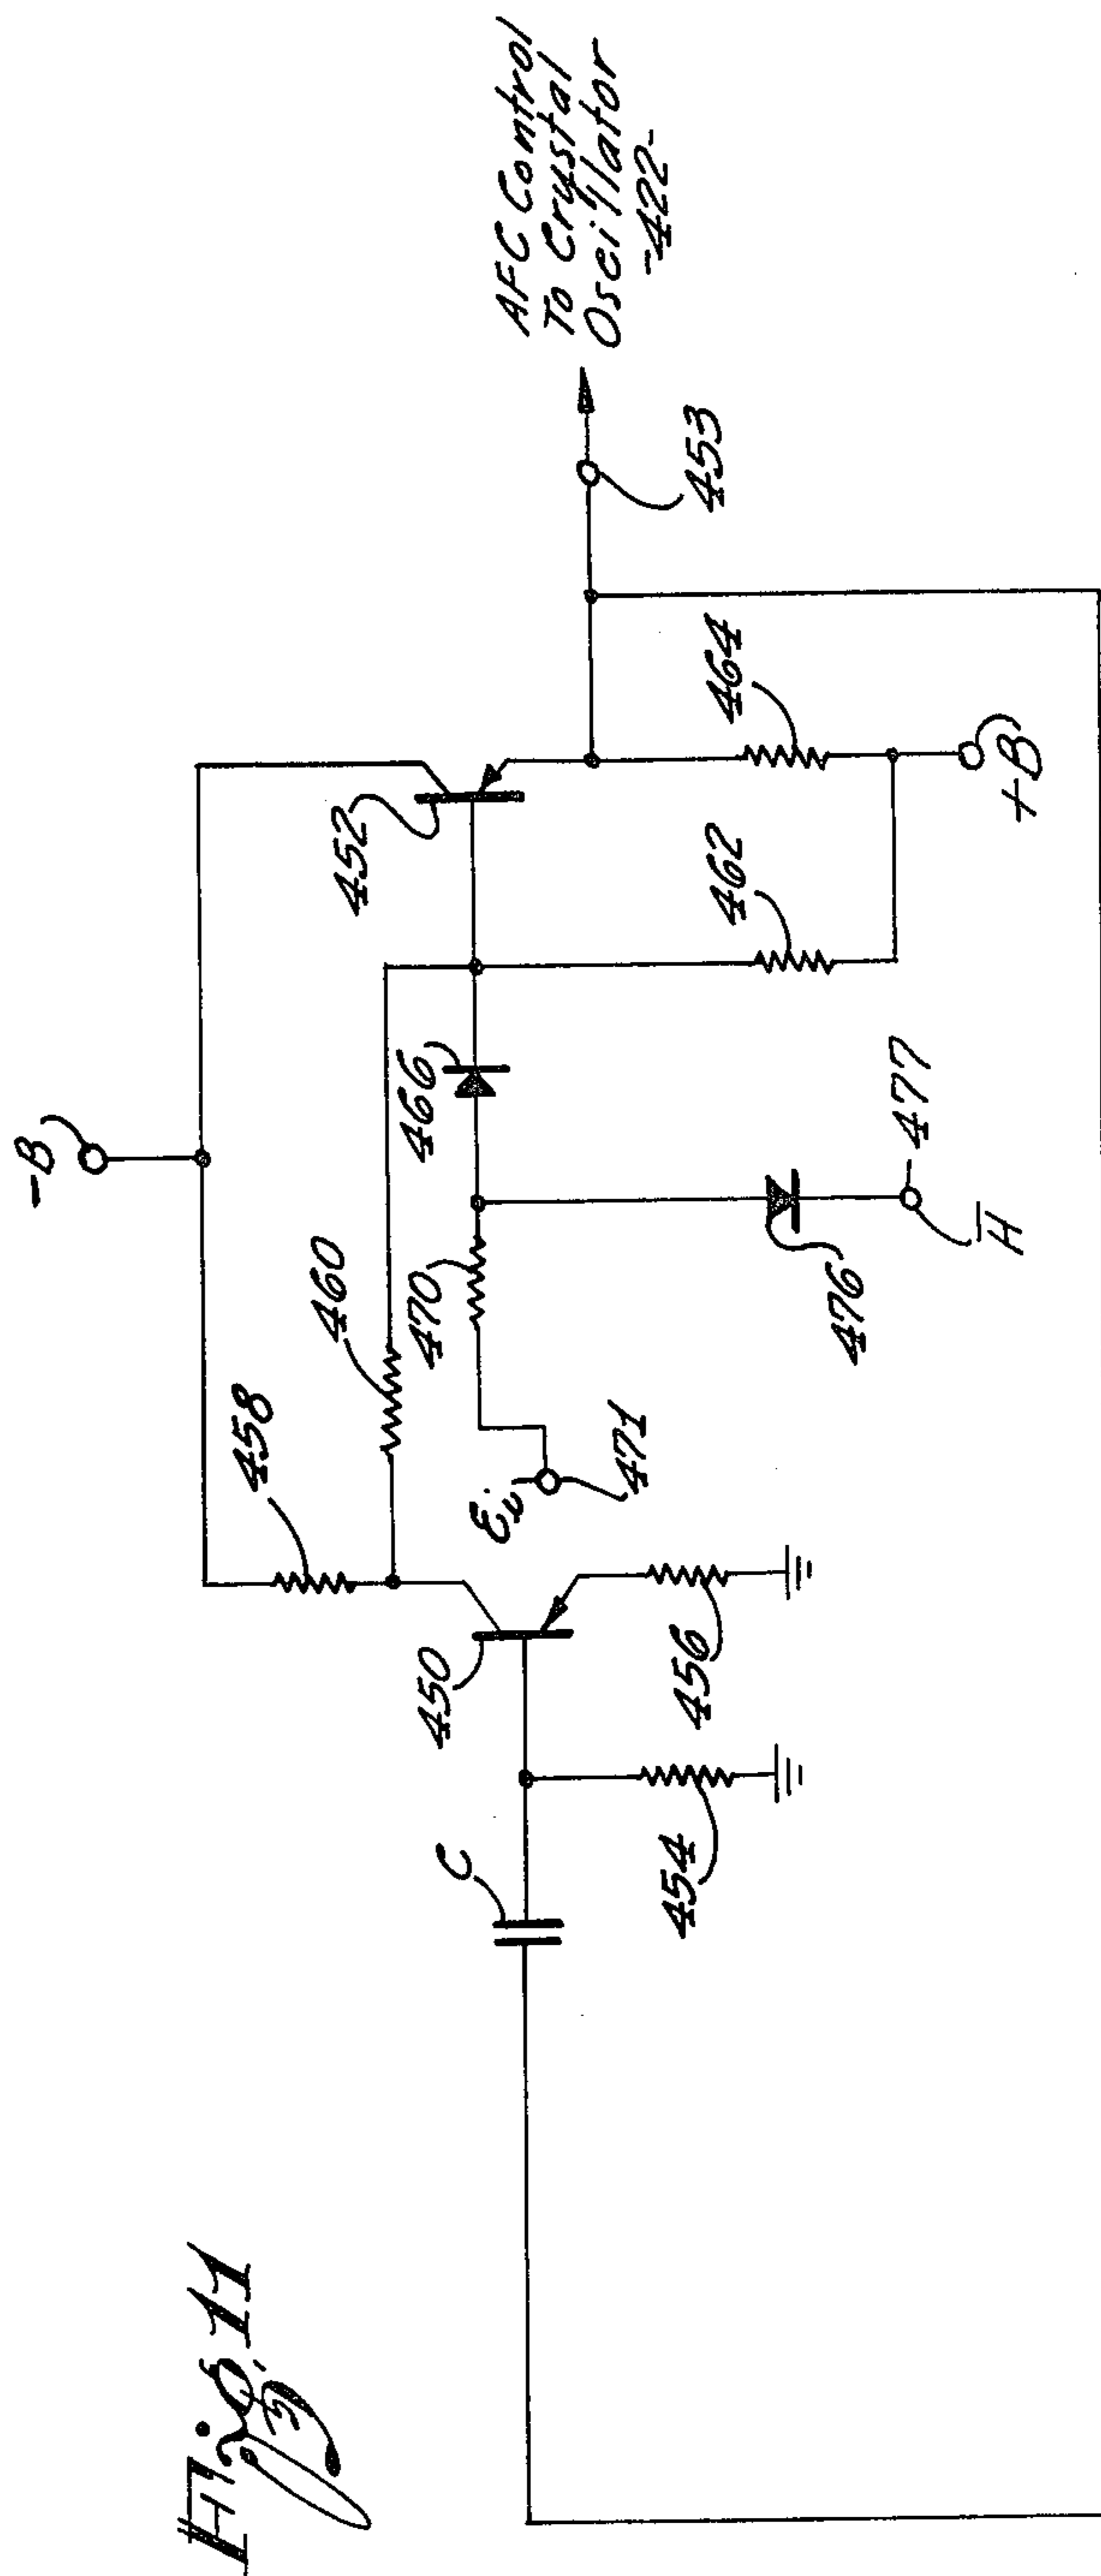 Fig. 11
-B
458
460
452
450
470
466
AFC Control
To Crystal
Oscillator
-422-
C
Ei
471
453
454
456
476
477
H̅
462
464
+B